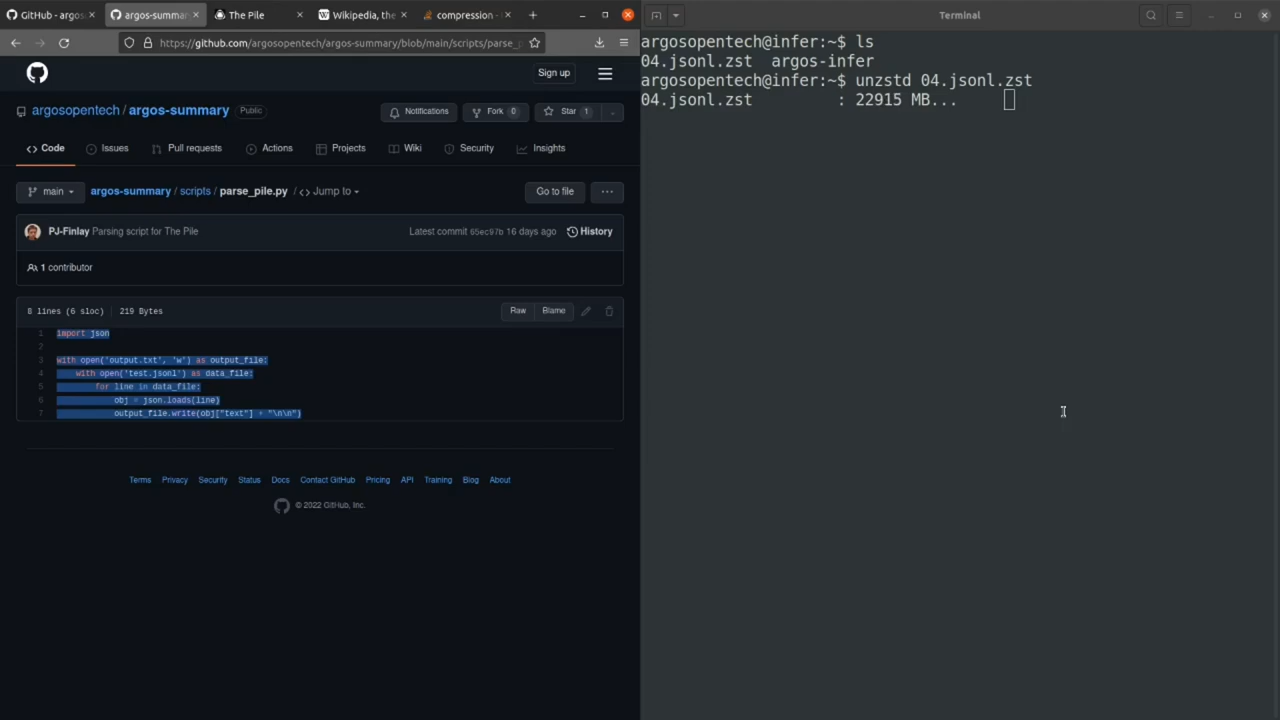 GitHub - argos
argos-summar
The Pile
Wikipedia, the
compression -
https://github.com/argosopentech/argos-summary/blob/main/scripts/parse_p
Sign up
argosopentech / argos-summary Public
Notifications
Fork 0
Star 1
Code
Issues
Pull requests
Actions
Projects
Wiki
Security
Insights
main
argos-summary / scripts / parse_pile.py
<> Jump to
Go to file
PJ-Finlay Parsing script for The Pile
Latest commit 65ec97b 16 days ago
History
1 contributor
8 lines (6 sloc) | 219 Bytes
Raw
Blame
1 import json
2
3 with open('output.txt', 'w') as output_file:
4 with open('test.jsonl') as data_file:
5 for line in data_file:
6 obj = json.loads(line)
7 output_file.write(obj["text"] + "\n\n")
Terms Privacy Security Status Docs Contact GitHub Pricing API Training Blog About
© 2022 GitHub, Inc.
Terminal
argosopentech@infer:~$ ls
04.jsonl.zst argos-infer
argosopentech@infer:~$ unzstd 04.jsonl.zst
04.jsonl.zst : 22915 MB...